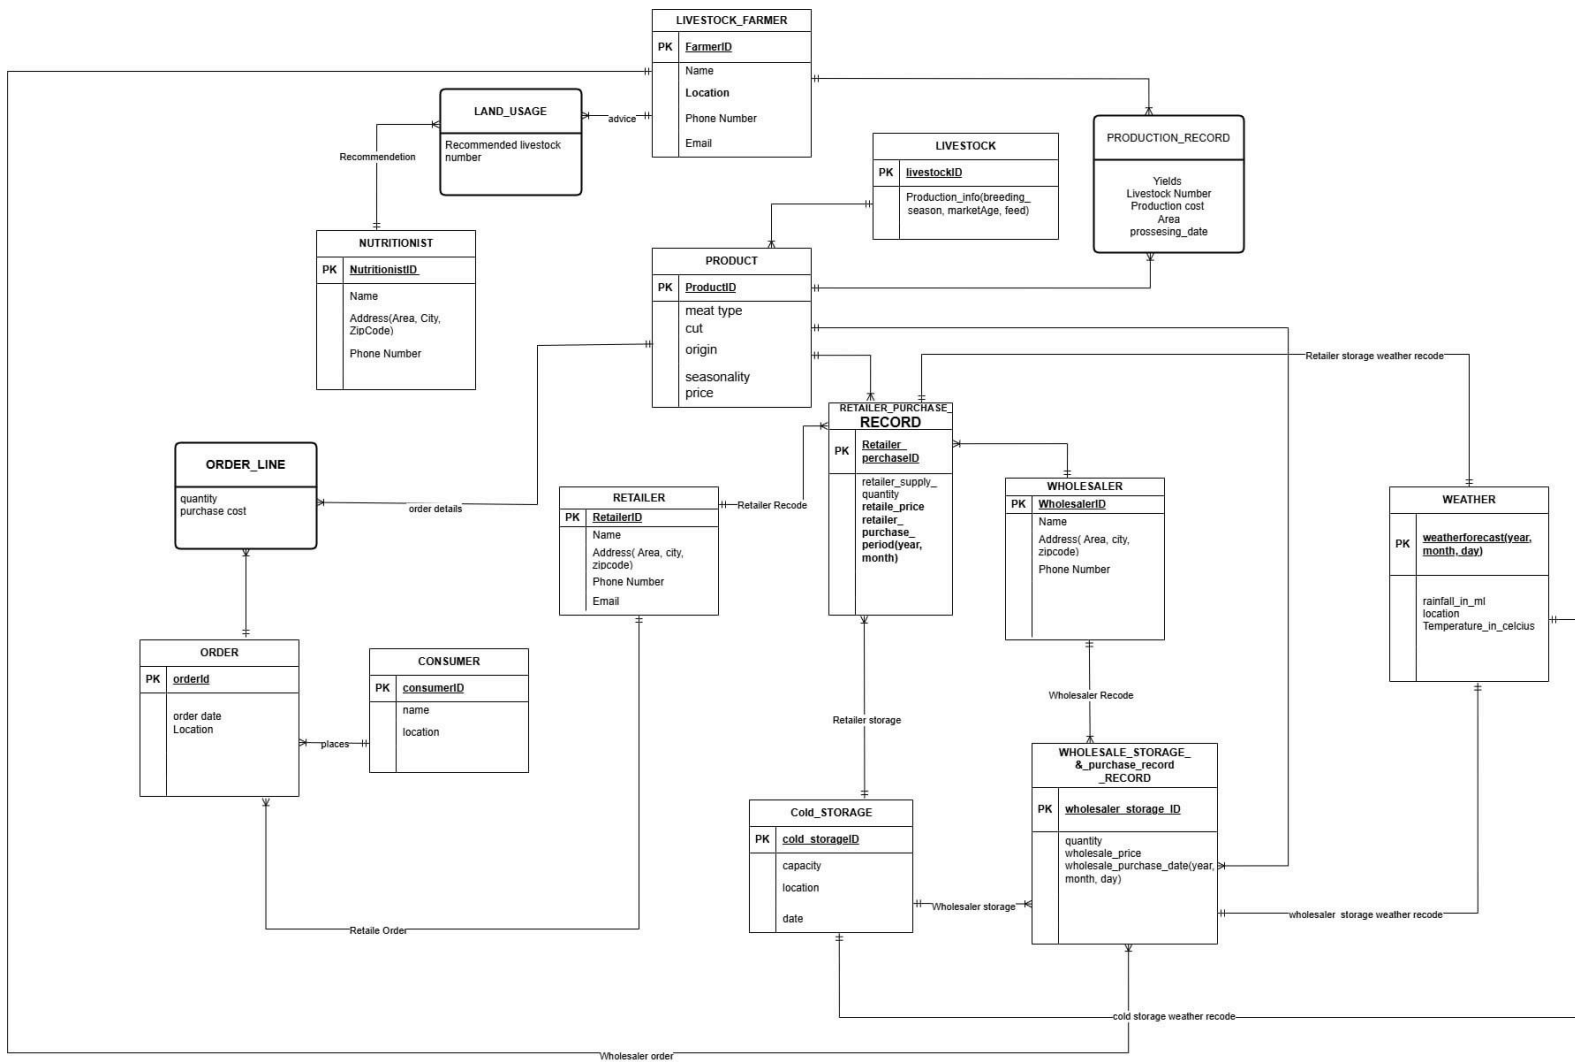 LIVESTOCK_FARMER
PK FarmerID
Name
Location
Phone Number
Email
LAND_USAGE
Recommended livestock
number
advice
Recommendetion
PRODUCTION_RECORD
Yields
Livestock Number
Production cost
Area
prossesing_date
LIVESTOCK
PK livestockID
Production_info(breeding_
season, marketAge, feed)
NUTRITIONIST
PK NutritionistID
Name
Address(Area, City,
ZipCode)
Phone Number
PRODUCT
PK ProductID
meat type
cut
origin
seasonality
price
Retailer storage weather recode
RETAILER_PURCHASE_
RECORD
PK Retailer_
perchaseID
retailer_supply_
quantity
retaile_price
retailer_
purchase_
period(year,
month)
ORDER_LINE
quantity
purchase cost
order details
RETAILER
PK RetailerID
Name
Address( Area, city,
zipcode)
Phone Number
Email
Retailer Recode
WHOLESALER
PK WholesalerID
Name
Address( Area, city,
zipcode)
Phone Number
WEATHER
PK weatherforecast(year,
month, day)
rainfall_in_ml
location
Temperature_in_celcius
ORDER
PK orderId
order date
Location
places
CONSUMER
PK consumerID
name
location
Retailer storage
Wholesaler Recode
WHOLESALE_STORAGE_
&_purchase_record
_RECORD
PK wholesaler_storage_ID
quantity
wholesale_price
wholesale_purchase_date(year,
month, day)
Cold_STORAGE
PK cold_storageID
capacity
location
date
Wholesaler storage
wholesaler storage weather recode
Retaile Order
cold storage weather recode
Wholesaler order